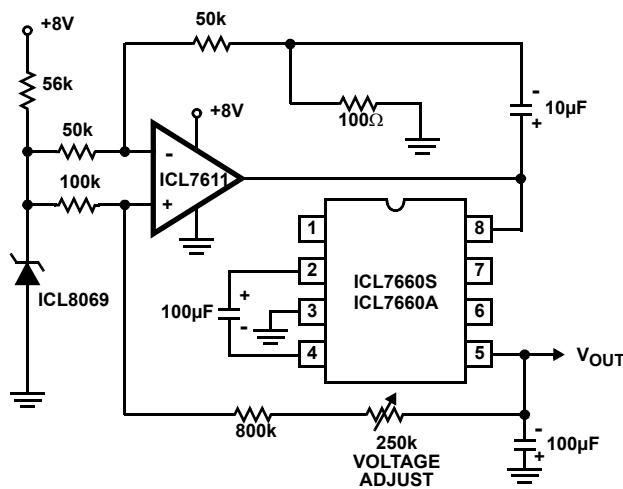 +8V
50k
56k
+8V
100Ω
-
10µF
+
50k
-
ICL7611
100k
+
1
8
ICL7660S
ICL7660A
2
7
ICL8069
+
100µF
-
3
6
4
5
VOUT
800k
250k
VOLTAGE
ADJUST
-
100µF
+